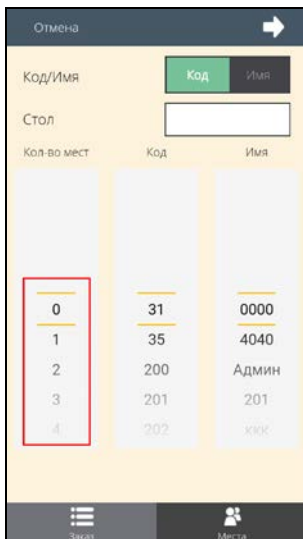 Отмена
Код/Имя Код Имя
Стол
Кол-во мест Код Имя
0 31 0000
1 35 4040
2 200 Админ
3 201 201
4 202 ккк
Заказ Места